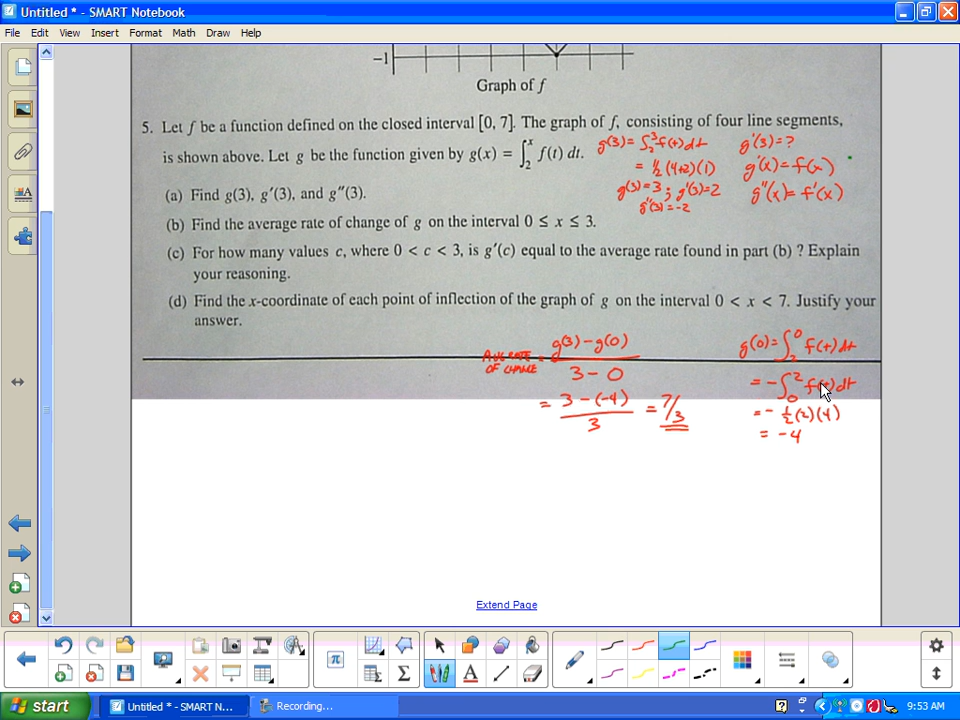 Untitled * - SMART Notebook
File Edit View Insert Format Math Draw Help
−1
Graph of f
5. Let f be a function defined on the closed interval [0, 7]. The graph of f, consisting of four line segments,
is shown above. Let g be the function given by g(x) = ∫₂ˣ f(t) dt.
(a) Find g(3), g′(3), and g″(3).
(b) Find the average rate of change of g on the interval 0 ≤ x ≤ 3.
(c) For how many values c, where 0 < c < 3, is g′(c) equal to the average rate found in part (b) ? Explain
your reasoning.
(d) Find the x-coordinate of each point of inflection of the graph of g on the interval 0 < x < 7. Justify your
answer.
g(3) = ∫₂³ f(t) dt
= ½ (4+2)(1)
g(3) = 3 ; g'(3) = 2
g"(3) = -2
g'(3) = ?
g'(x) = f(x)
g"(x) = f'(x)
AVG RATE OF CHANGE = g(3) - g(0) / 3 - 0
= 3 - (-4) / 3 = 7/3
g(0) = ∫₂⁰ f(t) dt
= - ∫₀² f(t) dt
= - ½ (2)(4)
= -4
Extend Page
π
Σ
A
start
Untitled * - SMART N...
Recording...
9:53 AM